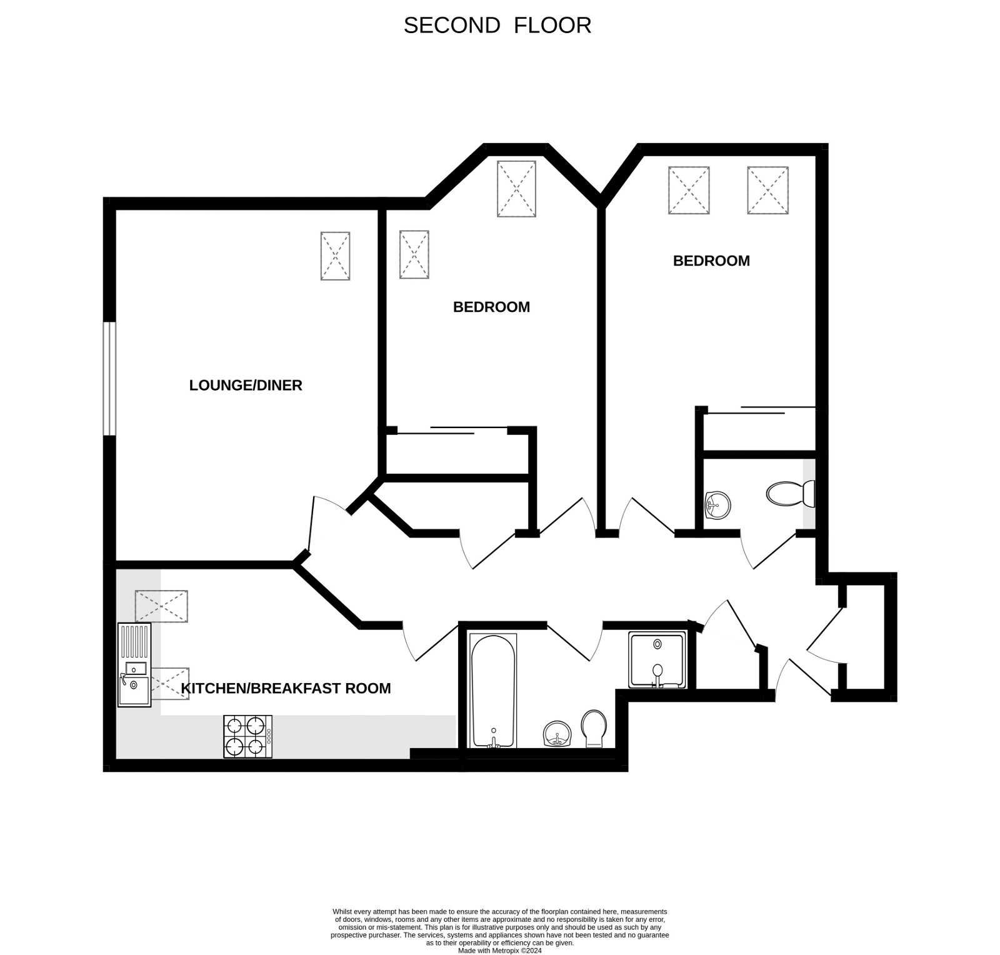 SECOND FLOOR
BEDROOM
BEDROOM
LOUNGE/DINER
KITCHEN/BREAKFAST ROOM
Whilst every attempt has been made to ensure the accuracy of the floorplan contained here, measurements
of doors, windows, rooms and any other items are approximate and no responsibility is taken for any error,
omission or mis-statement. This plan is for illustrative purposes only and should be used as such by any
prospective purchaser. The services, systems and appliances shown have not been tested and no guarantee
as to their operability or efficiency can be given.
Made with Metropix ©2024